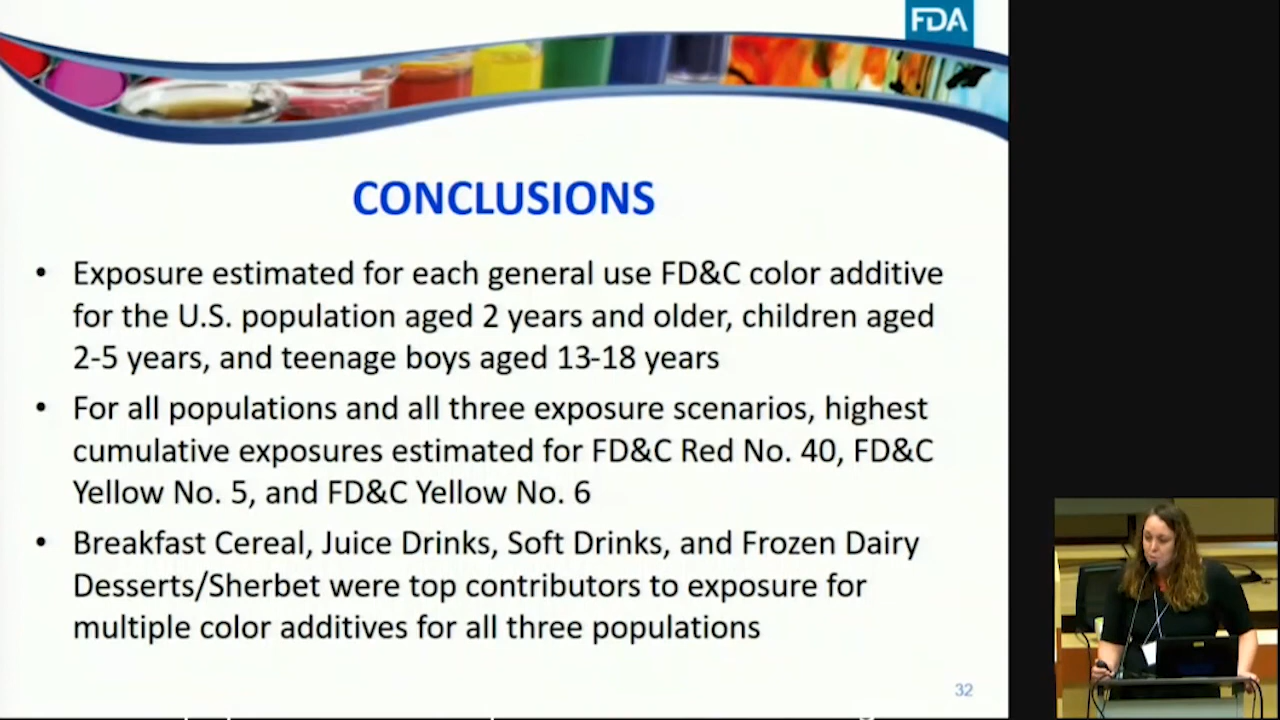 FDA
CONCLUSIONS
• Exposure estimated for each general use FD&C color additive
for the U.S. population aged 2 years and older, children aged
2-5 years, and teenage boys aged 13-18 years
• For all populations and all three exposure scenarios, highest
cumulative exposures estimated for FD&C Red No. 40, FD&C
Yellow No. 5, and FD&C Yellow No. 6
• Breakfast Cereal, Juice Drinks, Soft Drinks, and Frozen Dairy
Desserts/Sherbet were top contributors to exposure for
multiple color additives for all three populations
32